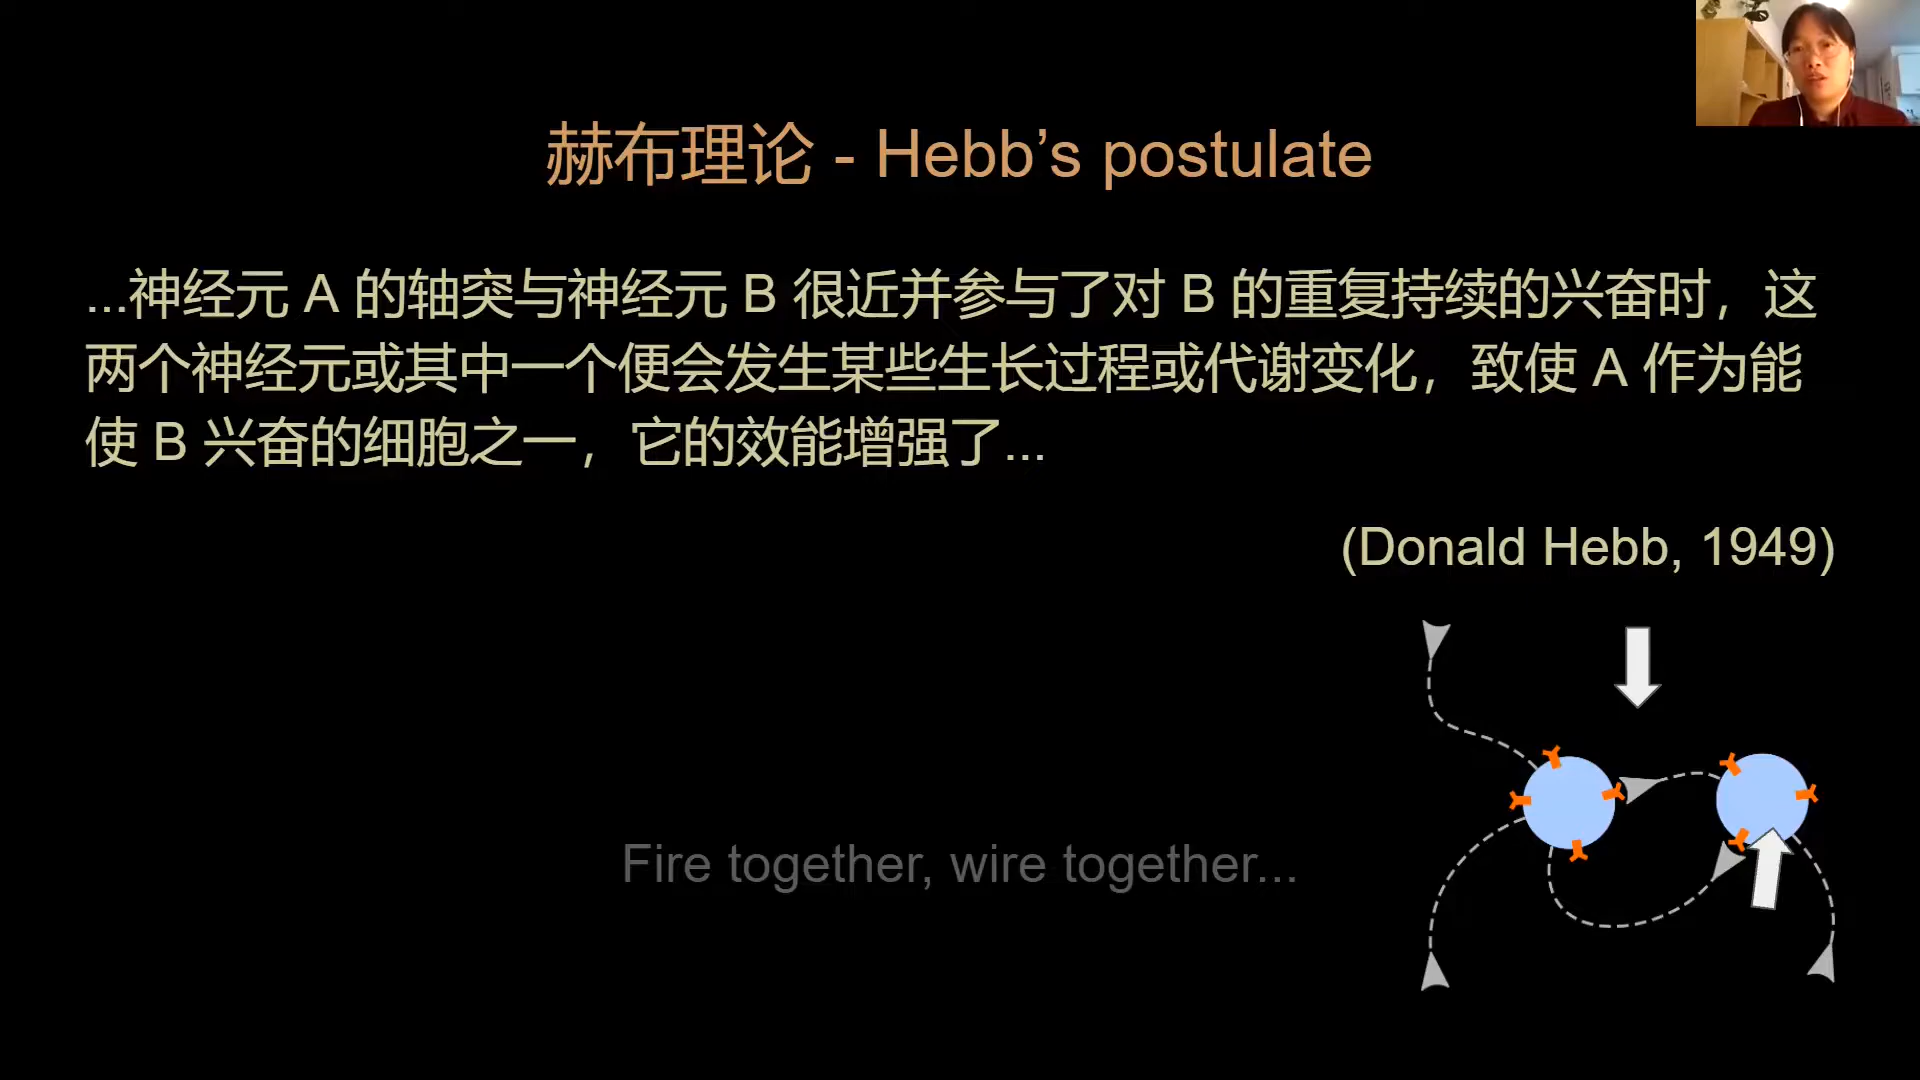 赫布理论 - Hebb’s postulate
...神经元 A 的轴突与神经元 B 很近并参与了对 B 的重复持续的兴奋时，这
两个神经元或其中一个便会发生某些生长过程或代谢变化，致使 A 作为能
使 B 兴奋的细胞之一，它的效能增强了...
(Donald Hebb, 1949)
Fire together, wire together...